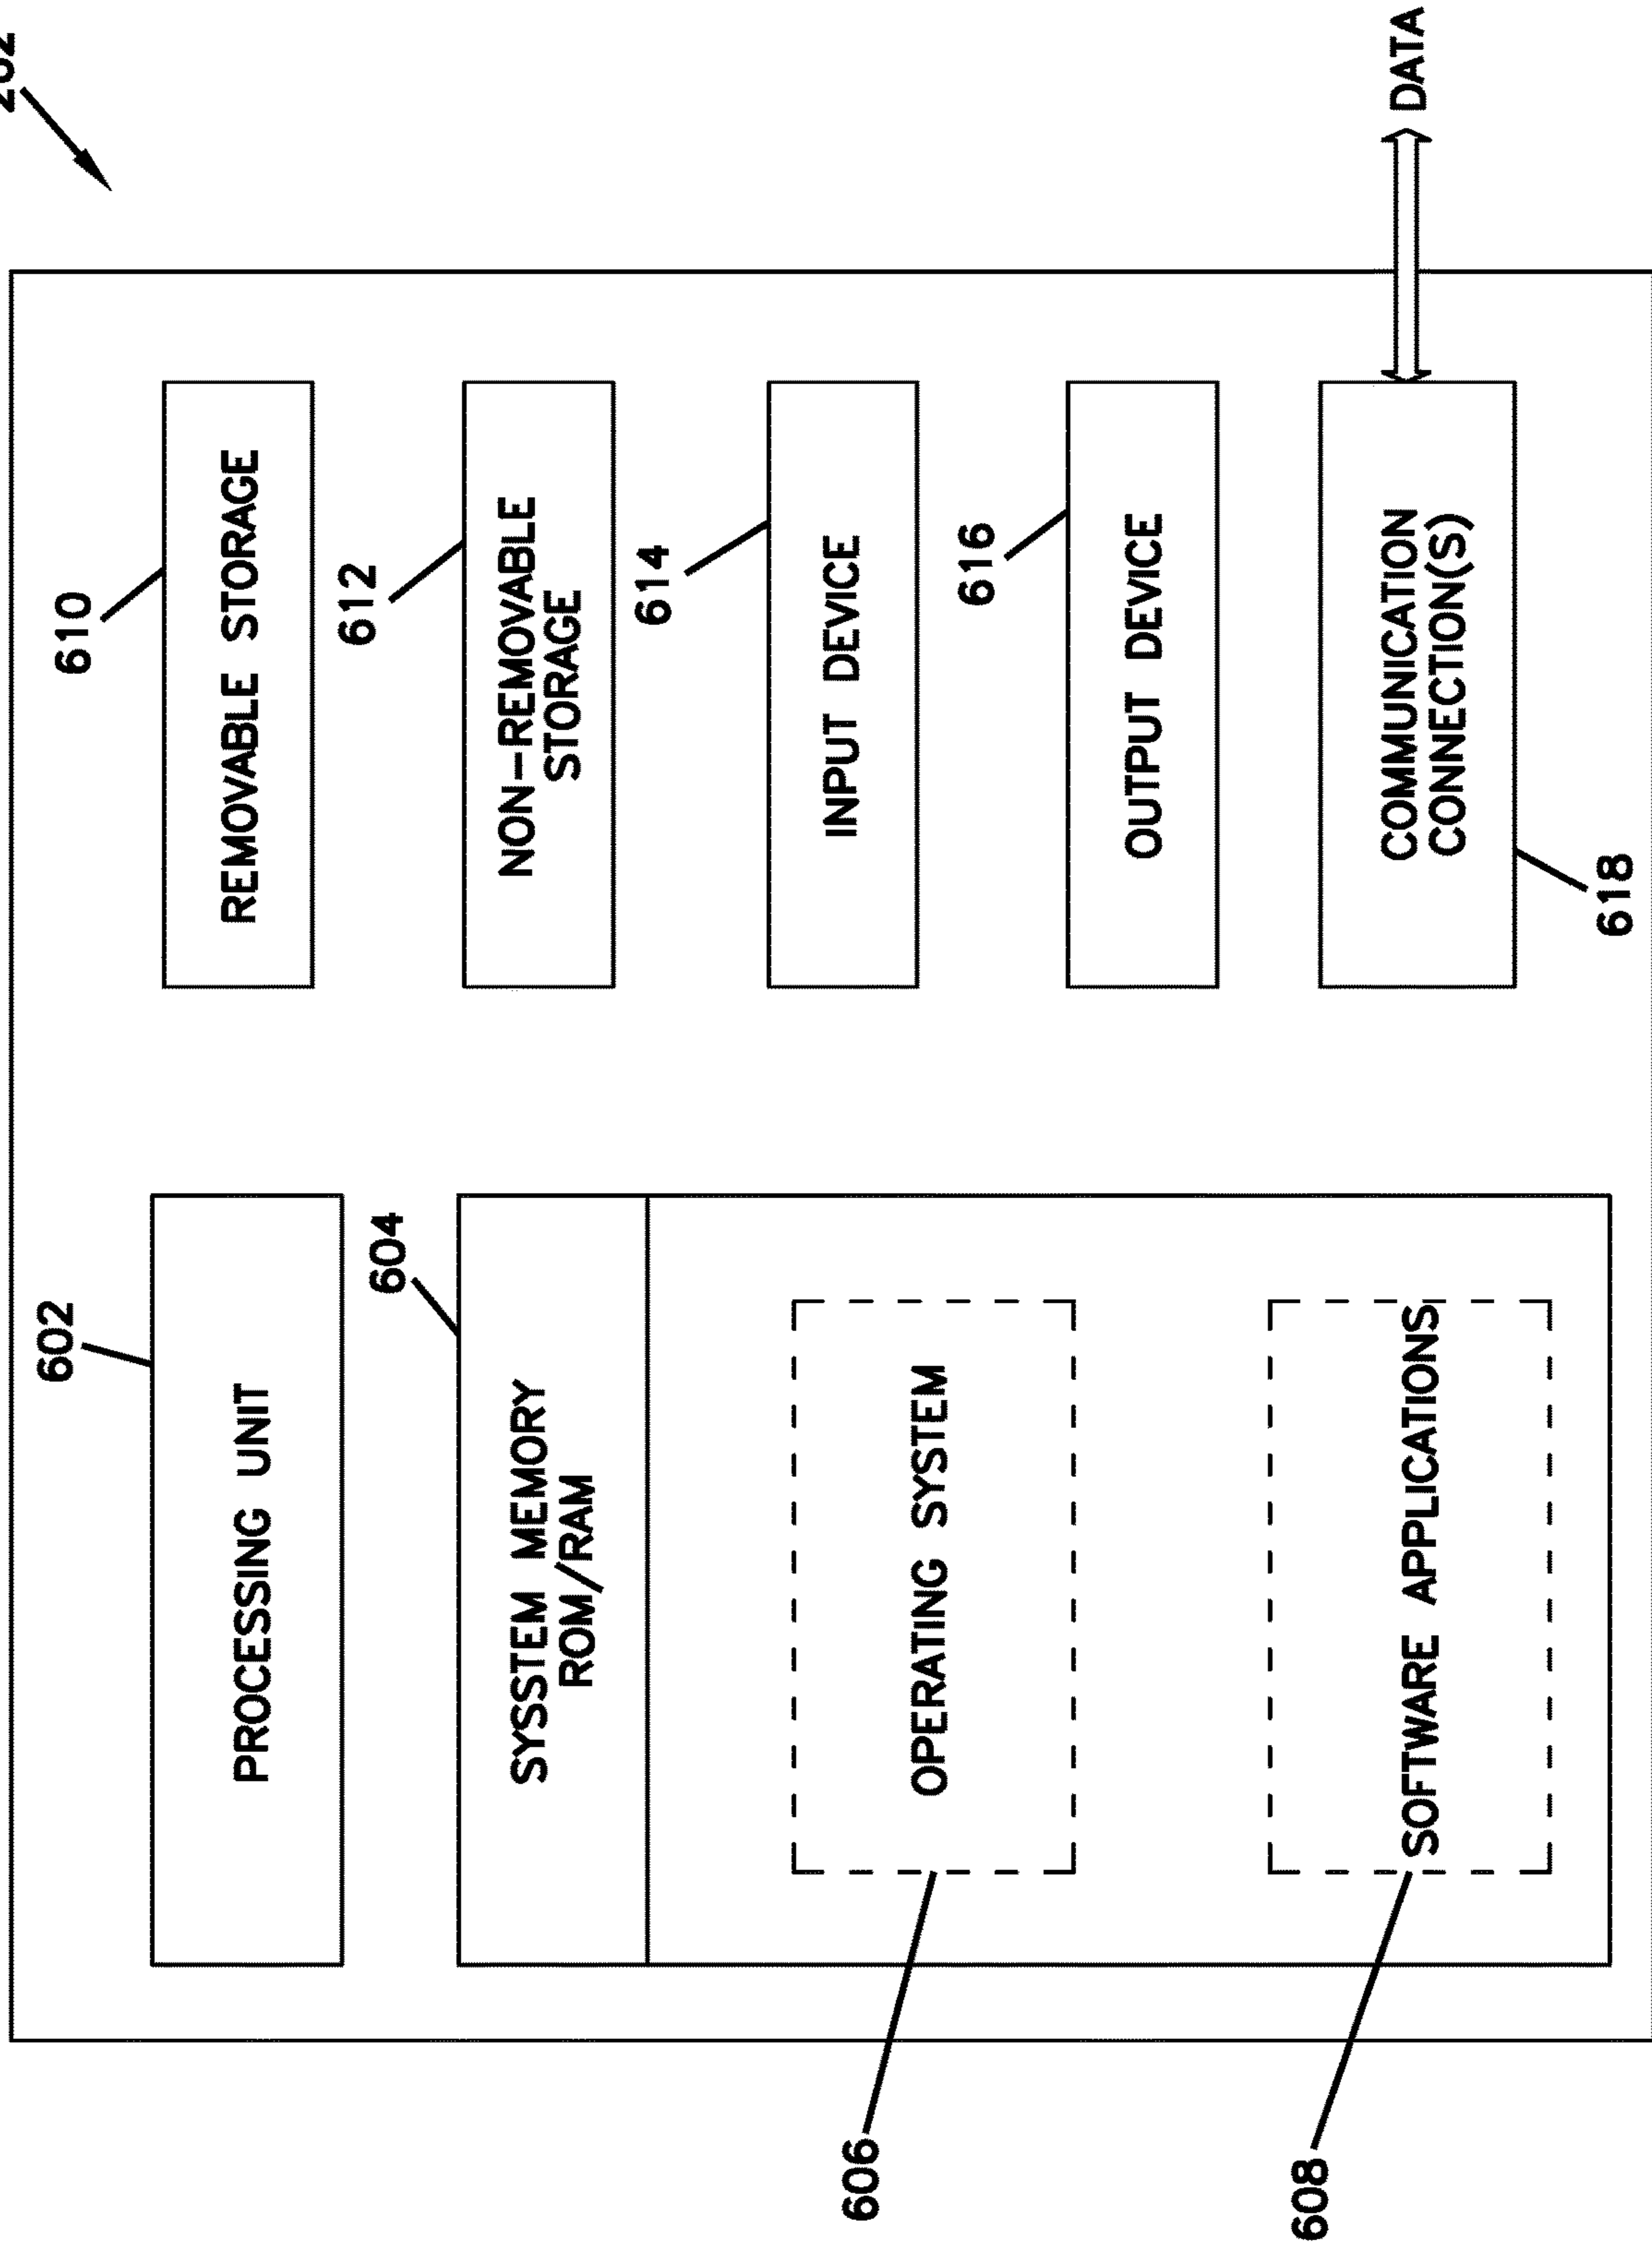 602
PROCESSING UNIT
604
SYSSTEM MEMORY
ROM/RAM
606
OPERATING SYSTEM
608
SOFTWARE APPLICATIONS
610
REMOVABLE STORAGE
612
NON-REMOVABLE
STORAGE
614
INPUT DEVICE
616
OUTPUT DEVICE
COMMUNICATION
CONNECTION(S)
618
DATA